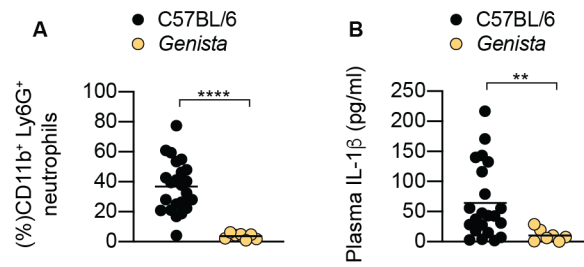 A
C57BL/6
Genista
(%)CD11b⁺ Ly6G⁺
neutrophils
100
80
60
40
20
0
****
B
C57BL/6
Genista
Plasma IL-1β (pg/ml)
250
200
150
100
50
0
**